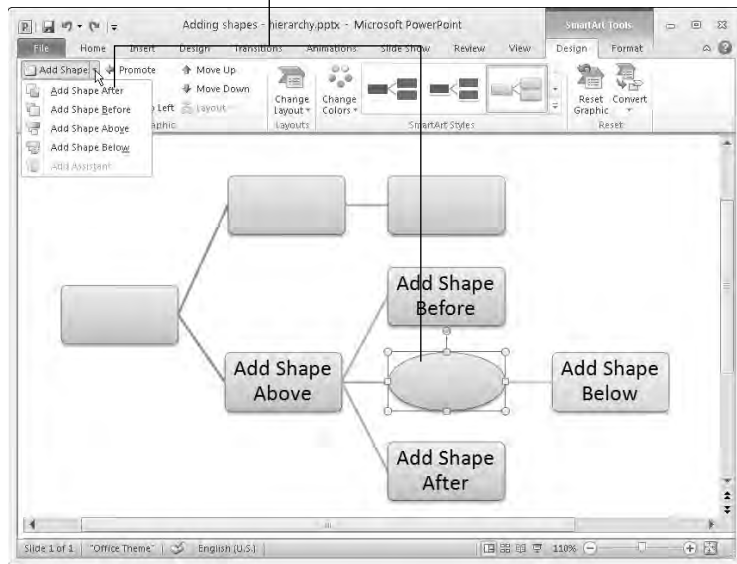 Adding shapes - hierarchy.pptx - Microsoft PowerPoint
SmartArt Tools
File Home Insert Design Transitions Animations Slide Show Review View Design Format
Add Shape Promote Move Up
Move Down
Left Layout
Change Layout
Change Colors
Reset Graphic
Convert
Layouts
SmartArt Styles
Reset
Add Shape After
Add Shape Before
Add Shape Above
Add Shape Below
Add Assistant
Add Shape
Before
Add Shape
Above
Add Shape
Below
Add Shape
After
Slide 1 of 1 "Office Theme" English (U.S.) 110%